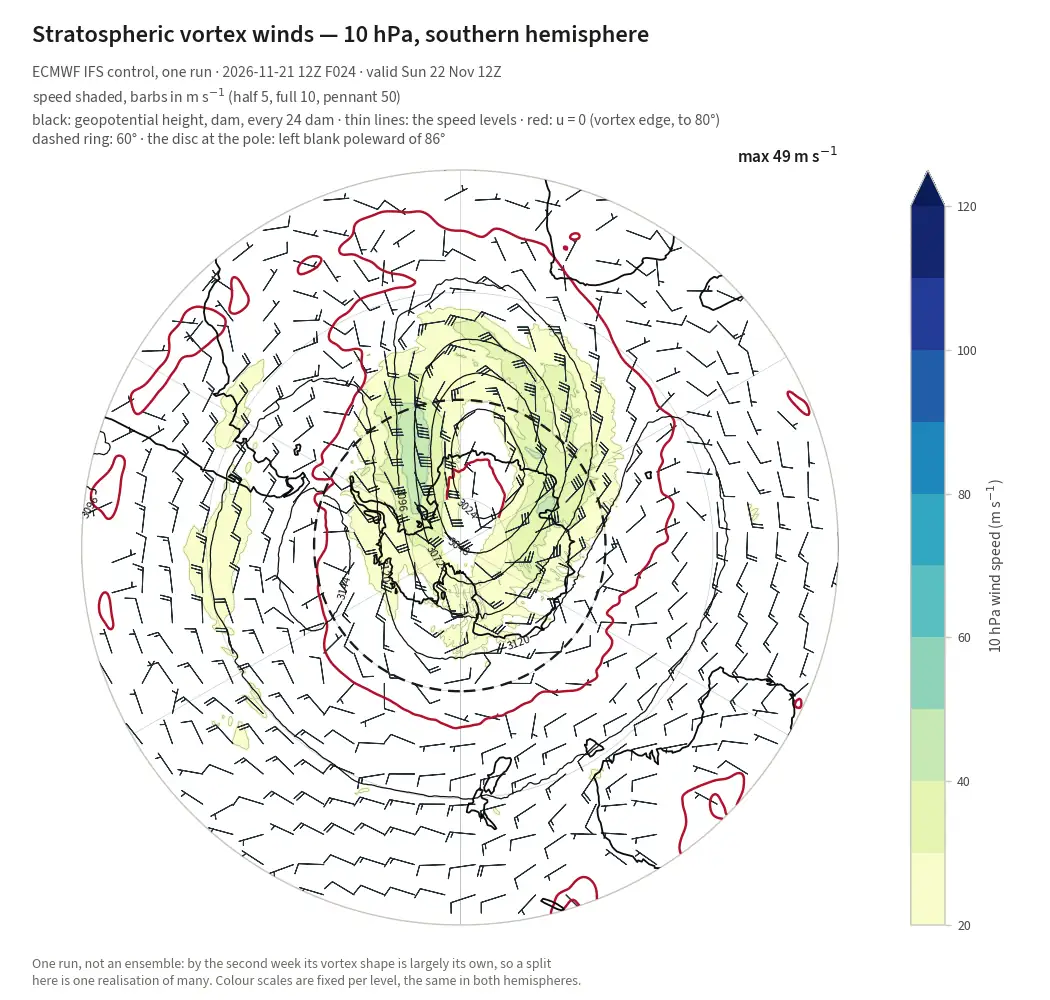 Stratospheric vortex winds — 10 hPa, southern hemisphere
ECMWF IFS control, one run · 2026-11-21 12Z F024 · valid Sun 22 Nov 12Z
speed shaded, barbs in m s⁻¹ (half 5, full 10, pennant 50)
black: geopotential height, dam, every 24 dam · thin lines: the speed levels · red: u = 0 (vortex edge, to 80°)
dashed ring: 60° · the disc at the pole: left blank poleward of 86°
max 49 m s⁻¹
120
100
80
60
40
20
10 hPa wind speed (m s⁻¹)
3024
3072
3144
3120
One run, not an ensemble: by the second week its vortex shape is largely its own, so a split
here is one realisation of many. Colour scales are fixed per level, the same in both hemispheres.